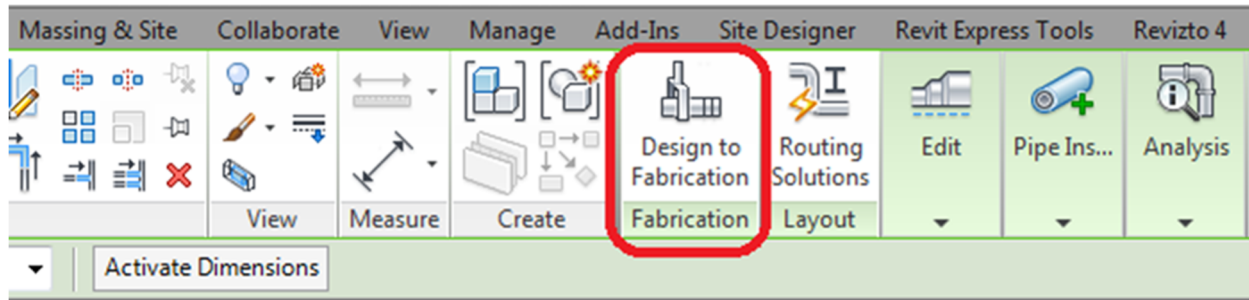 Massing & Site Collaborate View Manage Add-Ins Site Designer Revit Express Tools Revizto 4
Design to
Fabrication
Routing
Solutions
Edit
Pipe Ins...
Analysis
View Measure Create Fabrication Layout
Activate Dimensions